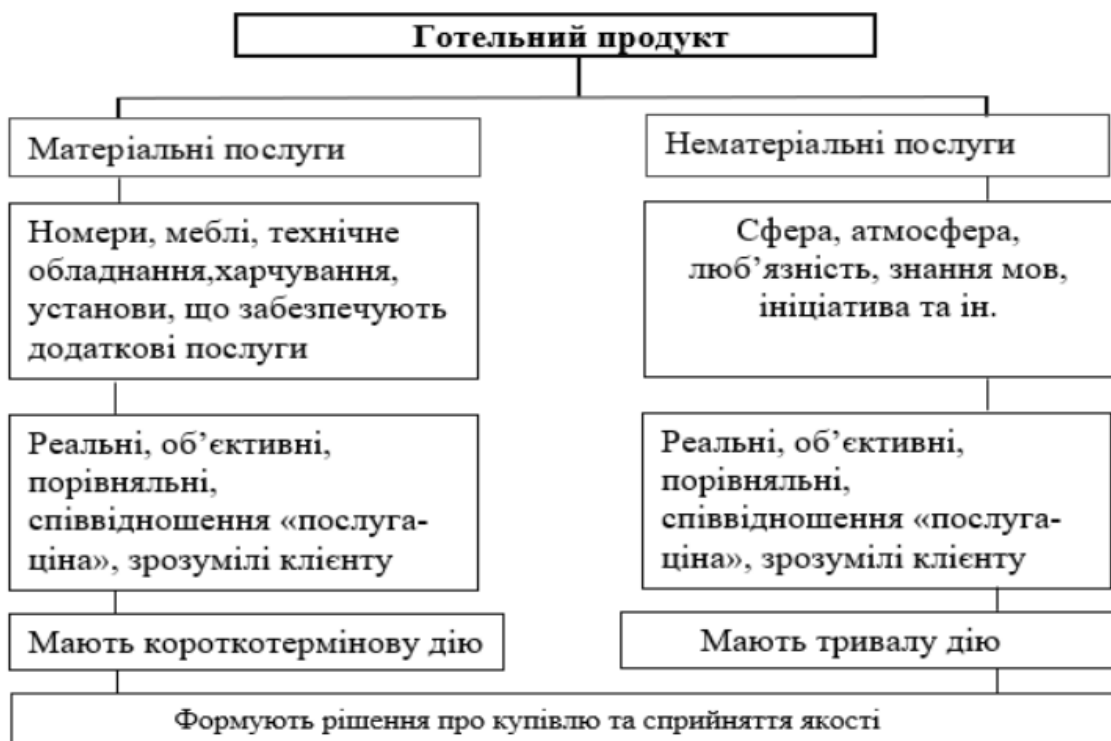 Готельний продукт
Матеріальні послуги
Нематеріальні послуги
Номери, меблі, технічне
обладнання,харчування,
установи, що забезпечують
додаткові послуги
Сфера, атмосфера,
люб’язність, знання мов,
ініціатива та ін.
Реальні, об’єктивні,
порівняльні,
співвідношення «послуга-
ціна», зрозумілі клієнту
Реальні, об’єктивні,
порівняльні,
співвідношення «послуга-
ціна», зрозумілі клієнту
Мають короткотермінову дію
Мають тривалу дію
Формують рішення про купівлю та сприйняття якості